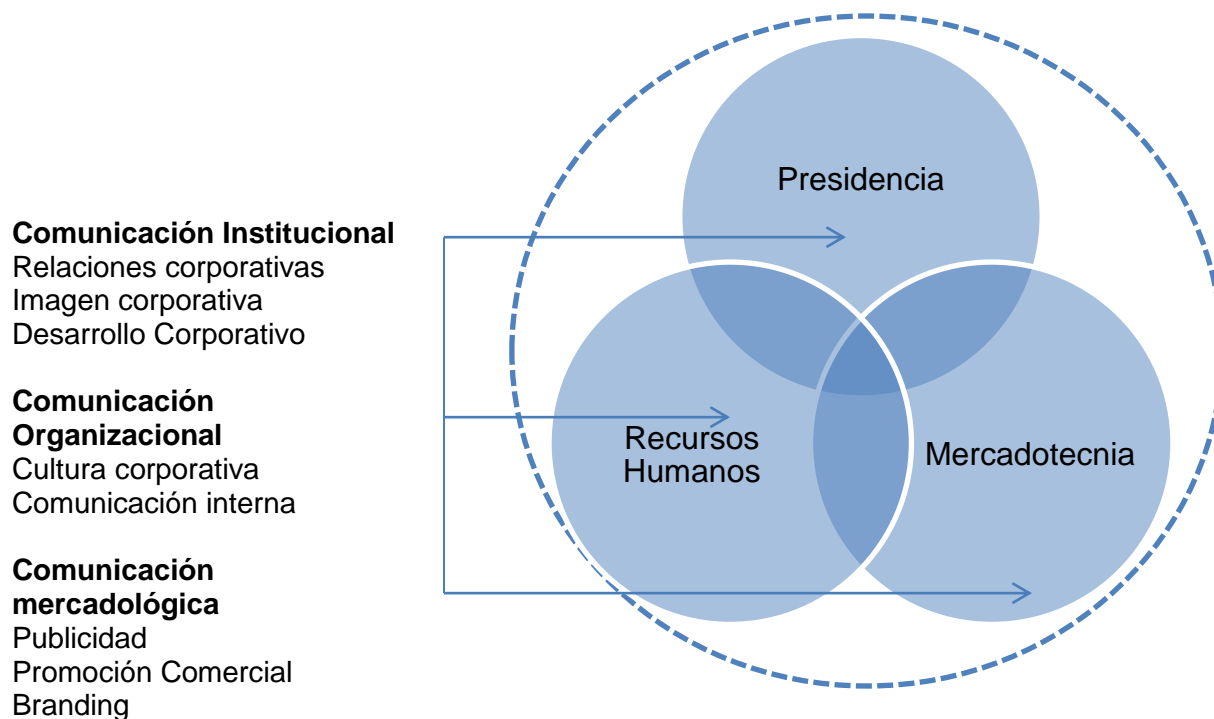 Presidencia
Comunicación Institucional
Relaciones corporativas
Imagen corporativa
Desarrollo Corporativo
Comunicación
Organizacional
Cultura corporativa
Comunicación interna
Recursos
Humanos
Mercadotecnia
Comunicación
mercadológica
Publicidad
Promoción Comercial
Branding